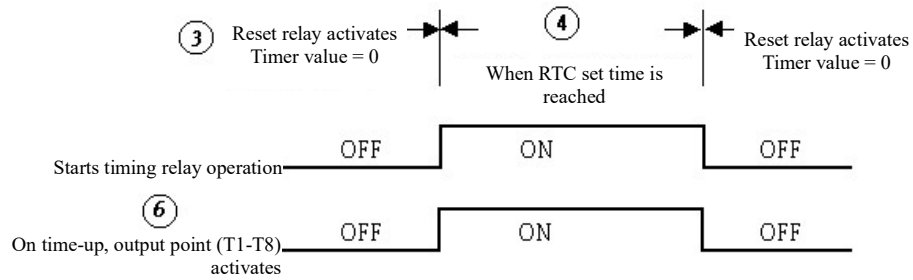 ③ Reset relay activates
Timer value = 0
④
When RTC set time is
reached
Reset relay activates
Timer value = 0
Starts timing relay operation
OFF ON OFF
⑥
On time-up, output point (T1-T8)
activates
OFF ON OFF